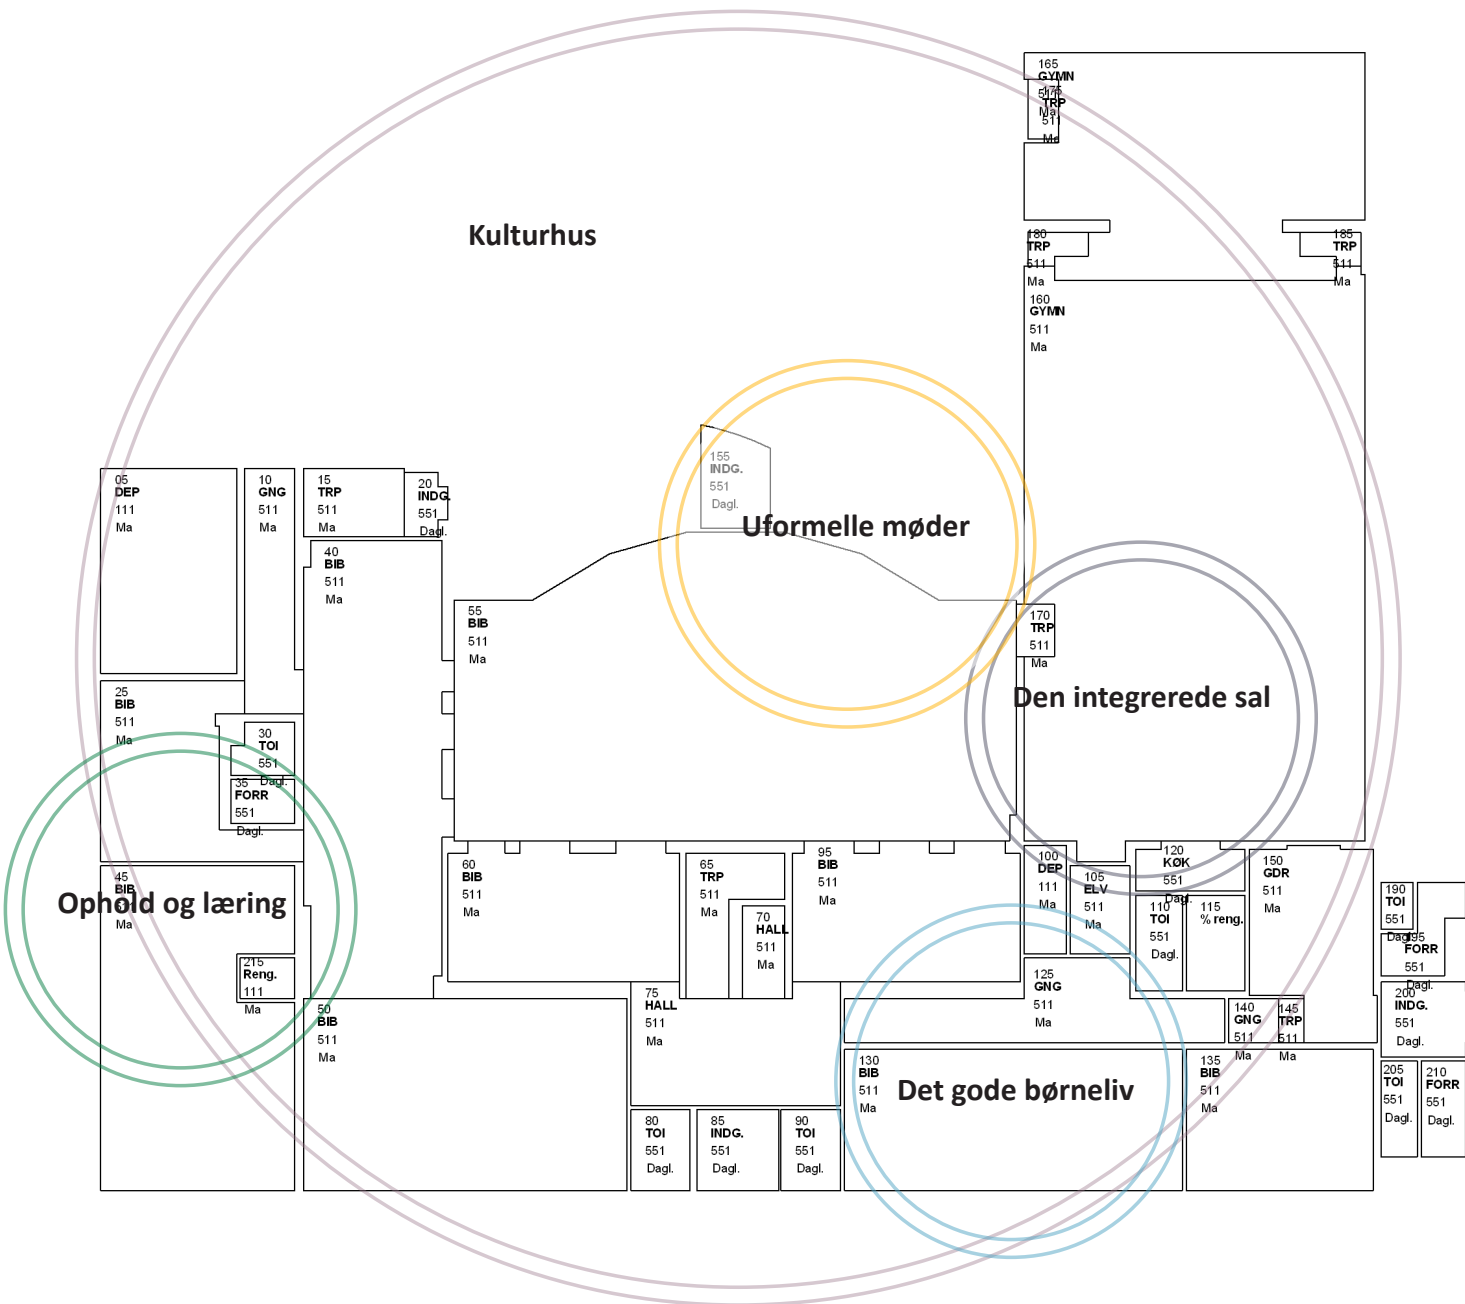 165
GYMN
511
Ma
175
TRP
511
Ma
Kulturhus
180
TRP
511
Ma
185
TRP
511
Ma
160
GYMN
511
Ma
155
INDG.
551
Dagl.
Uformelle møder
05
DEP
111
Ma
10
GNG
511
Ma
15
TRP
511
Ma
20
INDG.
551
Dagl.
40
BIB
511
Ma
55
BIB
511
Ma
170
TRP
511
Ma
Den integrerede sal
25
BIB
511
Ma
30
TOI
551
Dagl.
35
FORR
551
Dagl.
45
BIB
511
Ma
Ophold og læring
215
Reng.
111
Ma
50
BIB
511
Ma
60
BIB
511
Ma
65
TRP
511
Ma
70
HALL
511
Ma
75
HALL
511
Ma
80
TOI
551
Dagl.
85
INDG.
551
Dagl.
90
TOI
551
Dagl.
95
BIB
511
Ma
100
DEP
111
Ma
105
ELV
511
Ma
120
KØK
551
Dagl.
110
TOI
551
Dagl.
115
% reng.
150
GDR
511
Ma
125
GNG
511
Ma
140
GNG
511
Ma
145
TRP
511
Ma
130
BIB
511
Ma
Det gode børneliv
135
BIB
511
Ma
190
TOI
551
Dagl.
195
FORR
551
Dagl.
200
INDG.
551
Dagl.
205
TOI
551
Dagl.
210
FORR
551
Dagl.